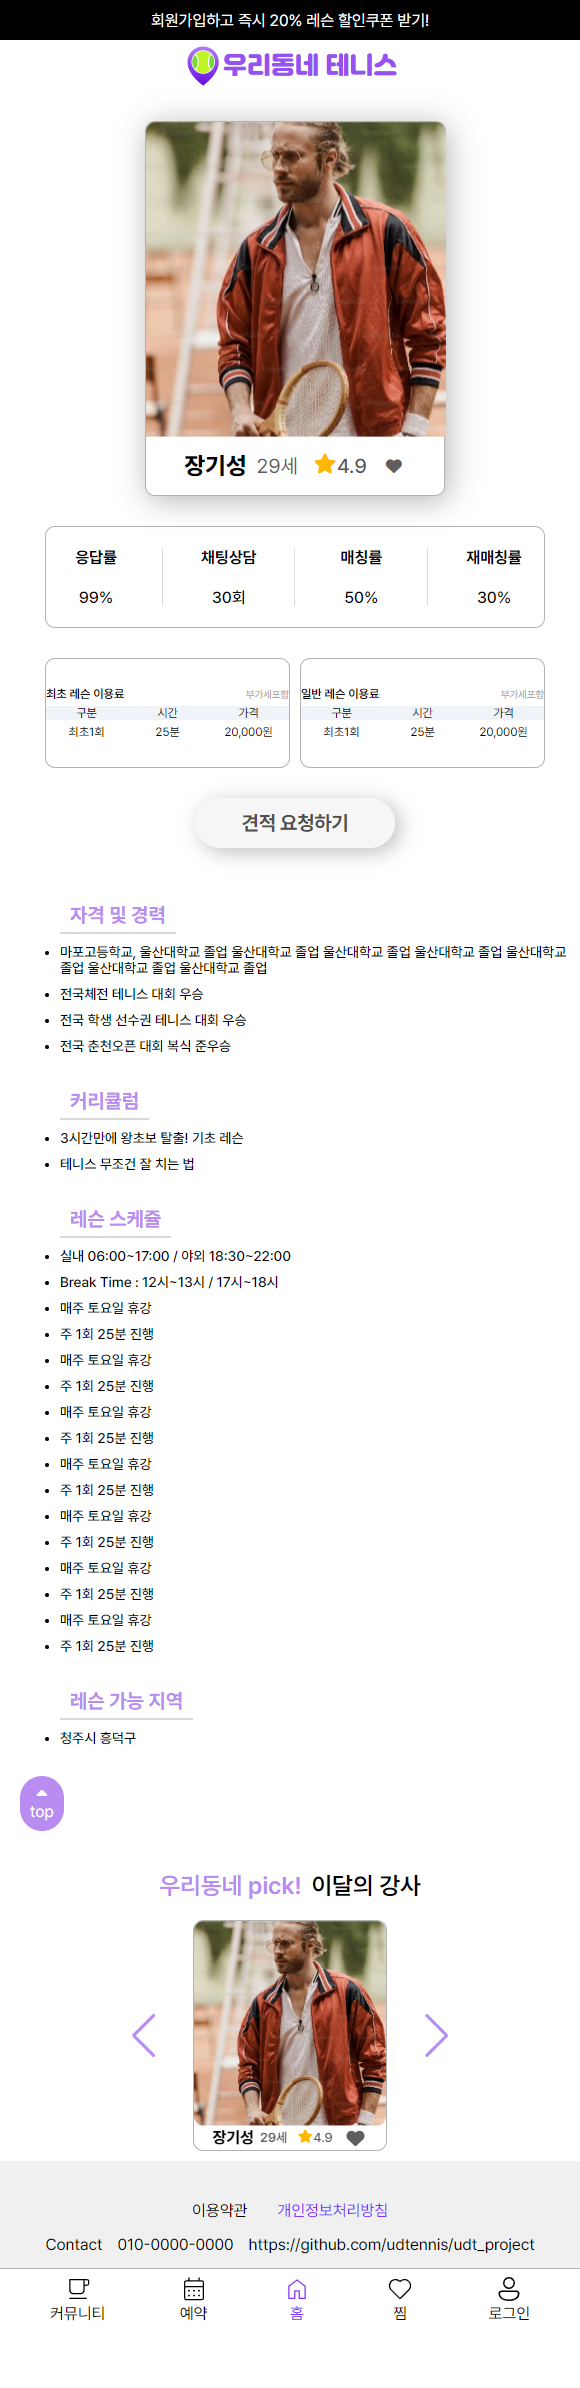 회원가입하고 즉시 20% 레슨 할인쿠폰 받기!
우리동네 테니스
장기성 29세 4.9
응답률 채팅상담 매칭률 재매칭률
99% 30회 50% 30%
최초 레슨 이용료 부가세포함 일반 레슨 이용료 부가세포함
구분 시간 가격 구분 시간 가격
최초1회 25분 20,000원 최초1회 25분 20,000원
견적 요청하기
자격 및 경력
마포고등학교, 울산대학교 졸업 울산대학교 졸업 울산대학교 졸업 울산대학교 졸업 울산대학교
졸업 울산대학교 졸업 울산대학교 졸업
전국체전 테니스 대회 우승
전국 학생 선수권 테니스 대회 우승
전국 춘천오픈 대회 복식 준우승
커리큘럼
3시간만에 왕초보 탈출! 기초 레슨
테니스 무조건 잘 치는 법
레슨 스케쥴
실내 06:00~17:00 / 야외 18:30~22:00
Break Time : 12시~13시 / 17시~18시
매주 토요일 휴강
주 1회 25분 진행
매주 토요일 휴강
주 1회 25분 진행
매주 토요일 휴강
주 1회 25분 진행
매주 토요일 휴강
주 1회 25분 진행
매주 토요일 휴강
주 1회 25분 진행
매주 토요일 휴강
주 1회 25분 진행
매주 토요일 휴강
주 1회 25분 진행
레슨 가능 지역
청주시 흥덕구
top
우리동네 pick! 이달의 강사
장기성 29세 4.9
이용약관 개인정보처리방침
Contact 010-0000-0000 https://github.com/udtennis/udt_project
커뮤니티 예약 홈 찜 로그인